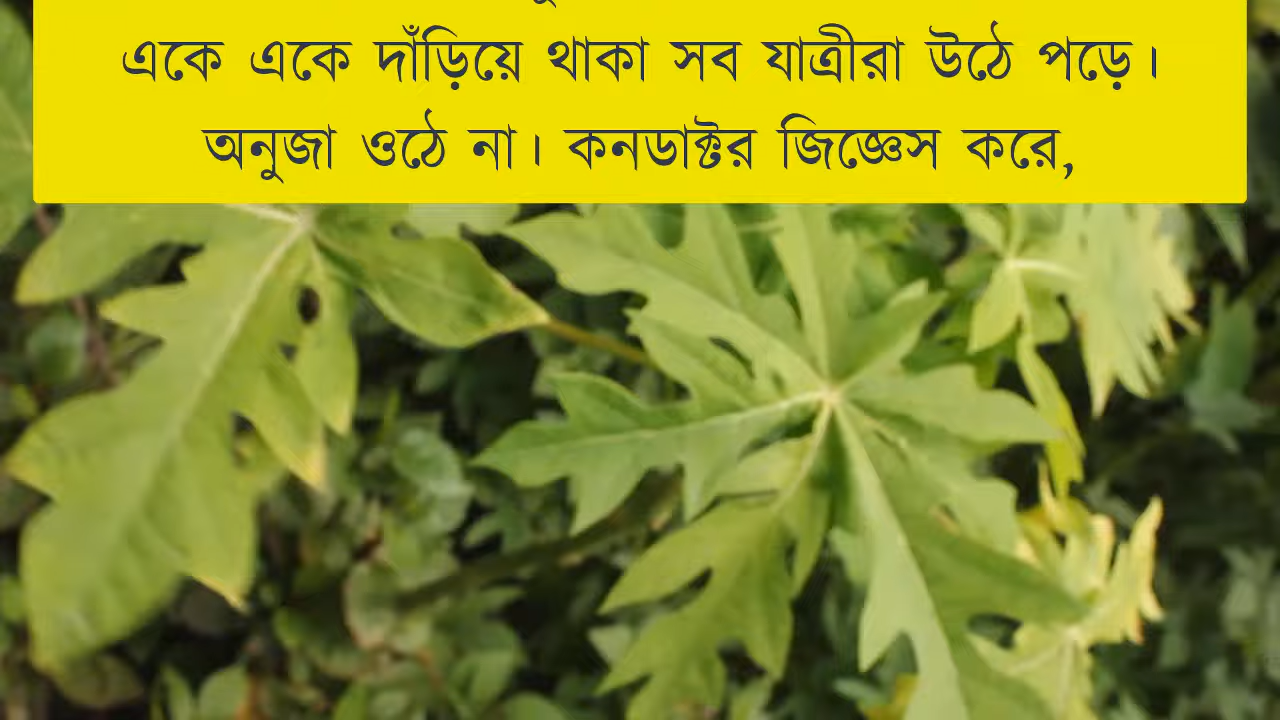 একে একে দাঁড়িয়ে থাকা সব যাত্রীরা উঠে পড়ে।
অনুজা ওঠে না। কনডাক্টর জিজ্ঞেস করে,